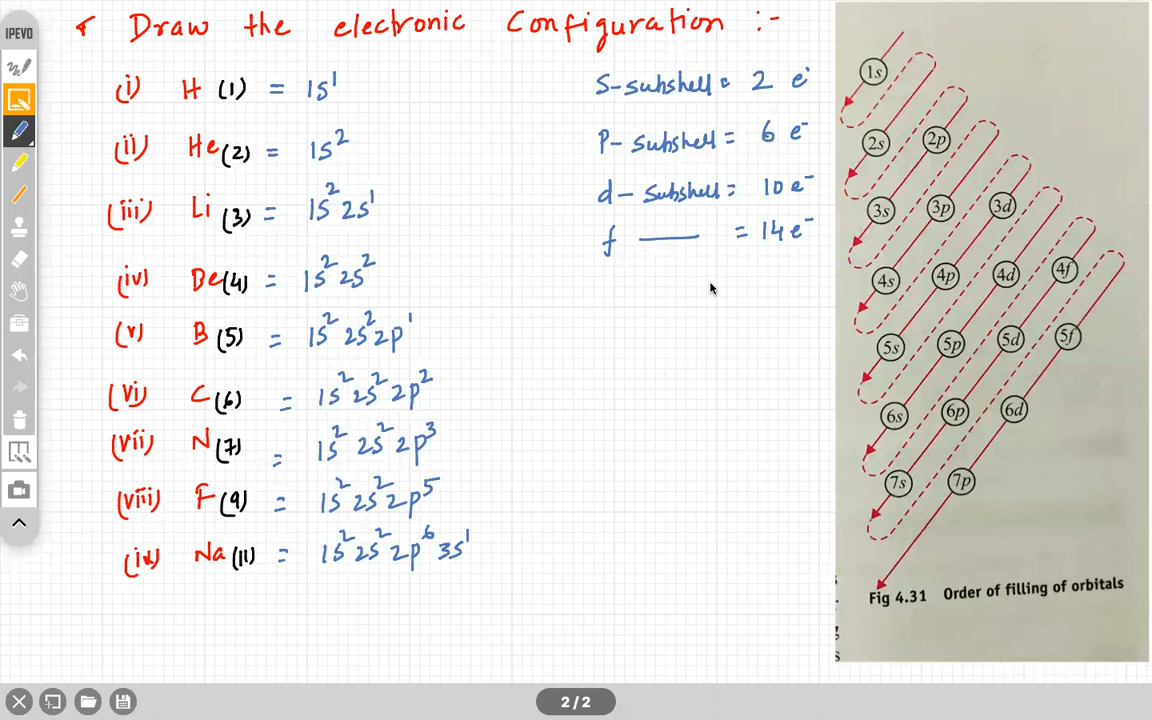 IPEVO
* Draw the electronic Configuration :-
(i) H (1) = 1s¹
(ii) He (2) = 1s²
(iii) Li (3) = 1s² 2s¹
(iv) Be (4) = 1s² 2s²
(v) B (5) = 1s² 2s² 2p¹
(vi) C (6) = 1s² 2s² 2p²
(vii) N (7) = 1s² 2s² 2p³
(viii) F (9) = 1s² 2s² 2p⁵
(ix) Na (11) = 1s² 2s² 2p⁶ 3s¹
S-subshell = 2 e⁻
P-subshell = 6 e⁻
d-subshell = 10 e⁻
f —— = 14 e⁻
1s
2s 2p
3s 3p 3d
4s 4p 4d 4f
5s 5p 5d 5f
6s 6p 6d
7s 7p
Fig 4.31 Order of filling of orbitals
2/2